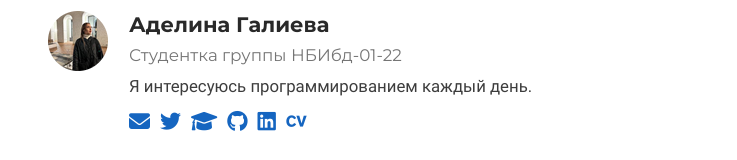 Аделина Галиева
Студентка группы НБИбд-01-22
Я интересуюсь программированием каждый день.
CV